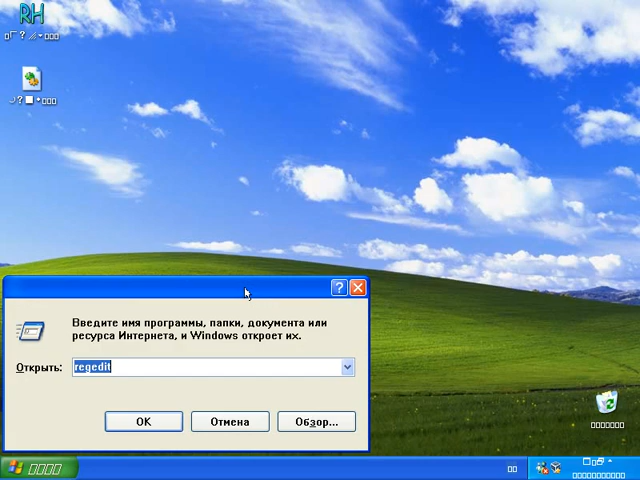 RH
Введите имя программы, папки, документа или
ресурса Интернета, и Windows откроет их.
Открыть:
regedit
OK
Отмена
Обзор...